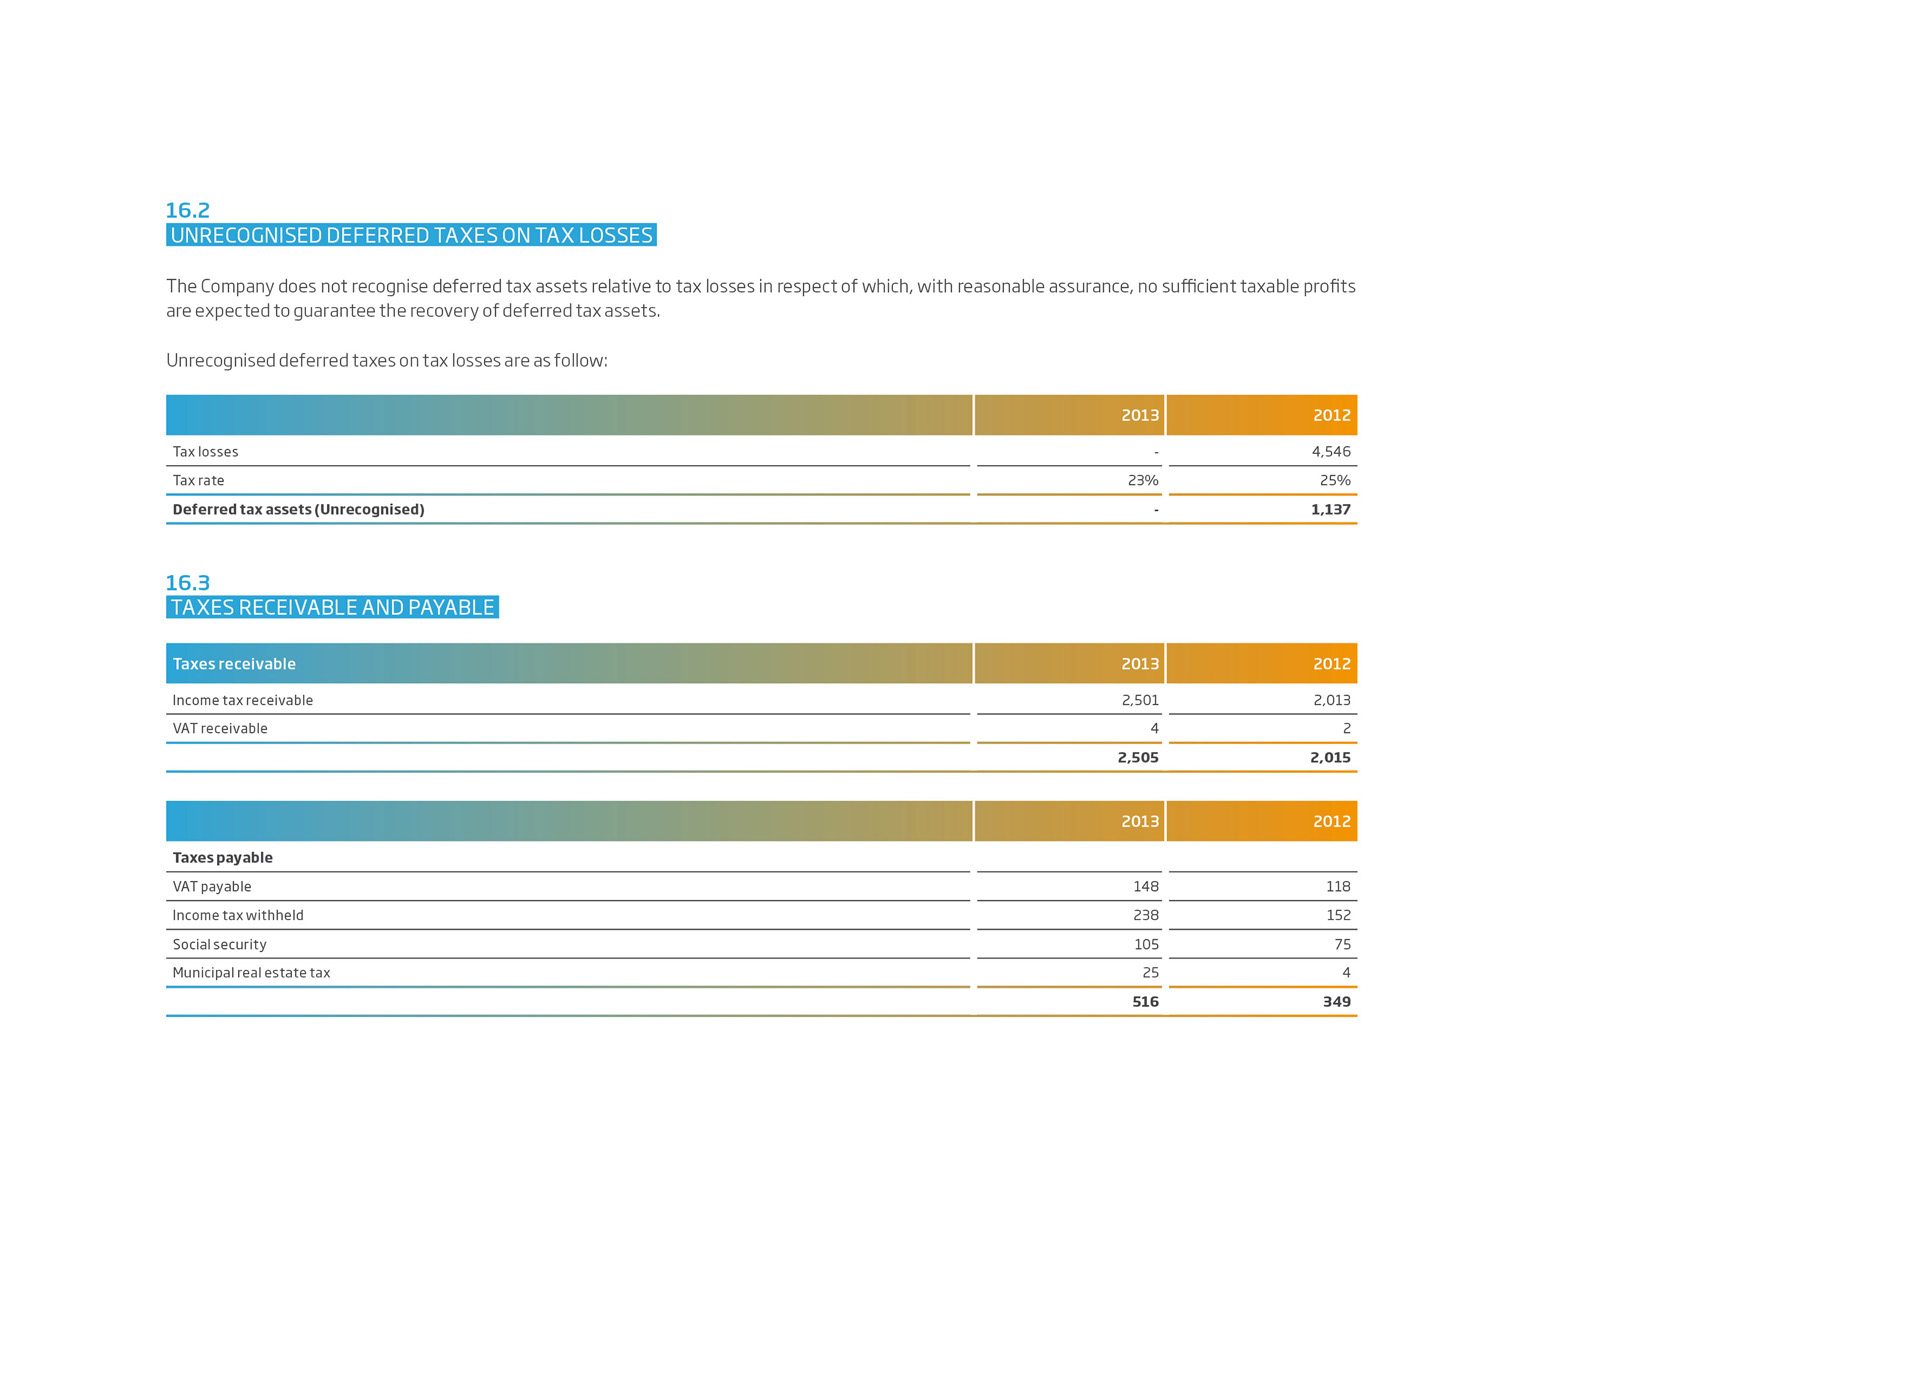 16.2
UNRECOGNISED DEFERRED TAXES ON TAX LOSSES
The Company does not recognise deferred tax assets relative to tax losses in respect of which, with reasonable assurance, no sufficient taxable profits
are expected to guarantee the recovery of deferred tax assets.
Unrecognised deferred taxes on tax losses are as follow:
2013 2012
Tax losses - 4,546
Tax rate 23% 25%
Deferred tax assets (Unrecognised) - 1,137
16.3
TAXES RECEIVABLE AND PAYABLE
Taxes receivable 2013 2012
Income tax receivable 2,501 2,013
VAT receivable 4 2
2,505 2,015
2013 2012
Taxes payable
VAT payable 148 118
Income tax withheld 238 152
Social security 105 75
Municipal real estate tax 25 4
516 349